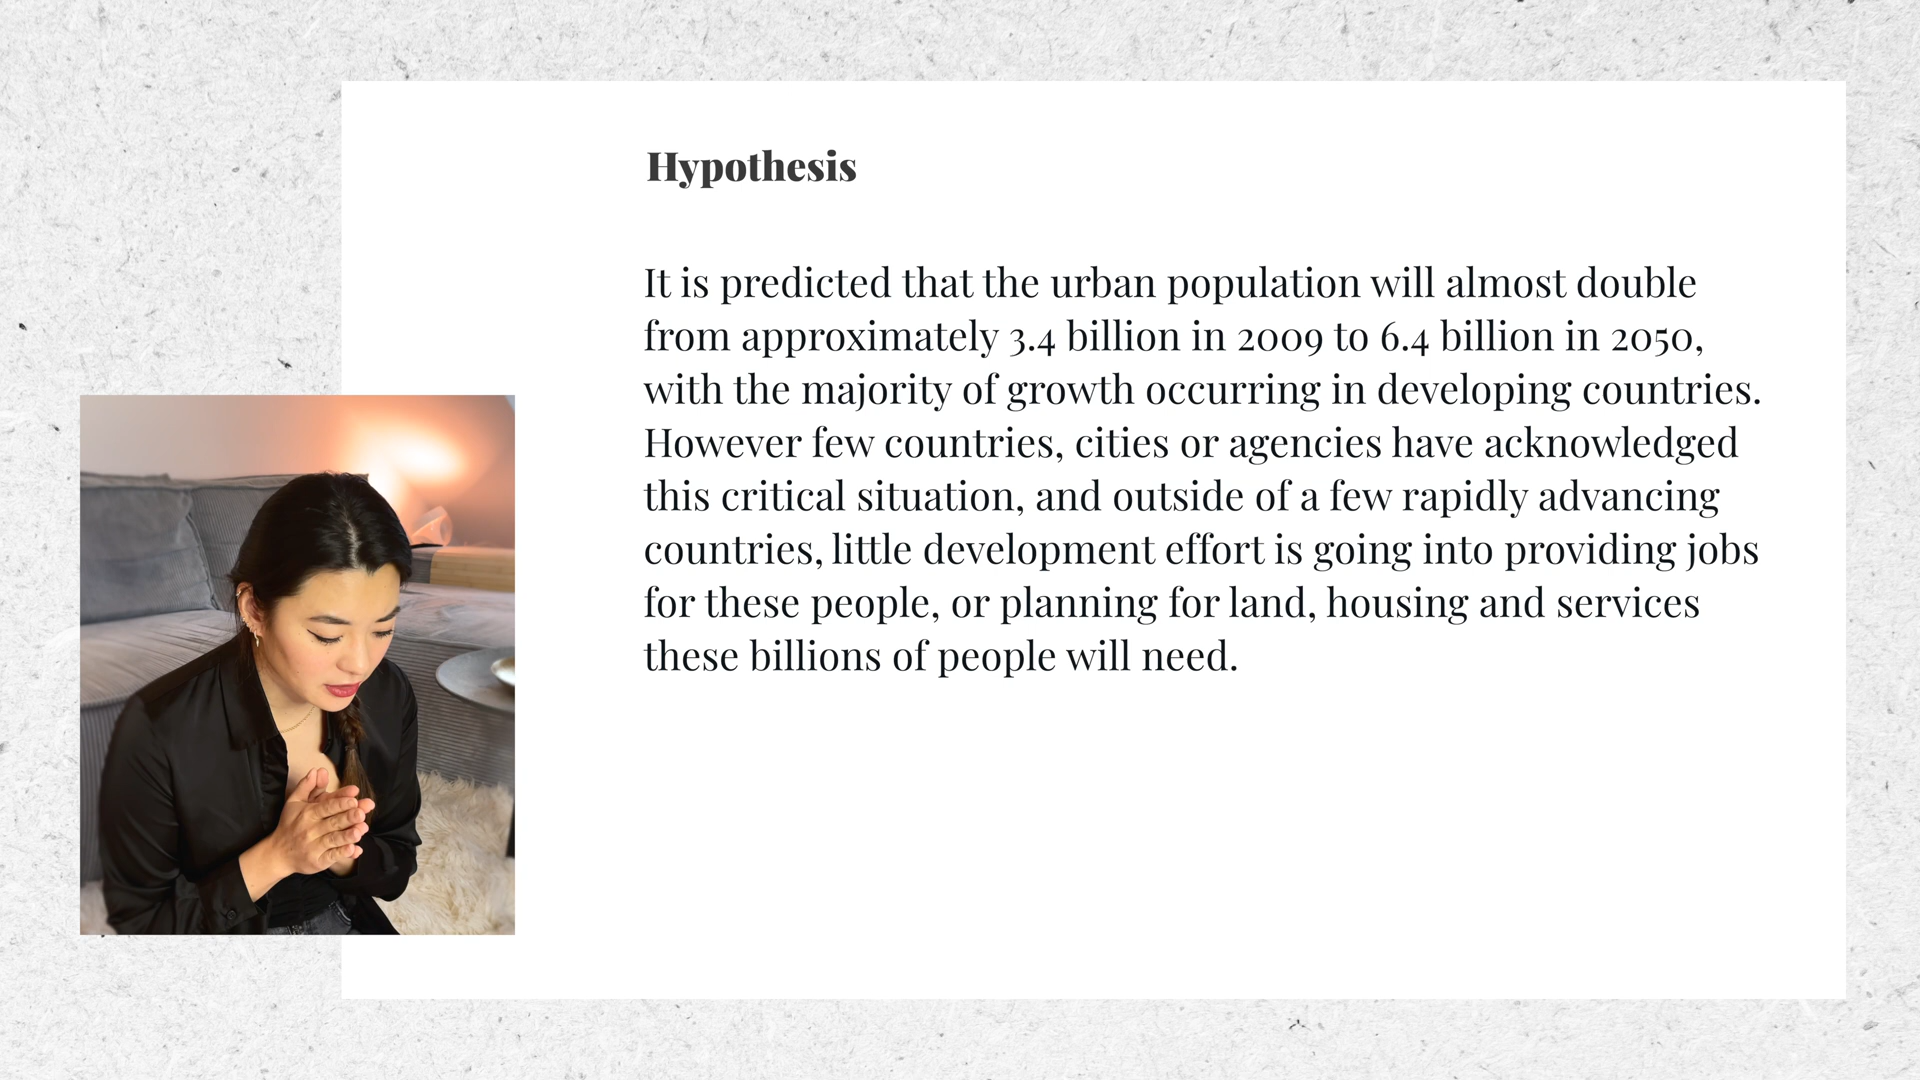 Hypothesis
It is predicted that the urban population will almost double
from approximately 3.4 billion in 2009 to 6.4 billion in 2050,
with the majority of growth occurring in developing countries.
However few countries, cities or agencies have acknowledged
this critical situation, and outside of a few rapidly advancing
countries, little development effort is going into providing jobs
for these people, or planning for land, housing and services
these billions of people will need.